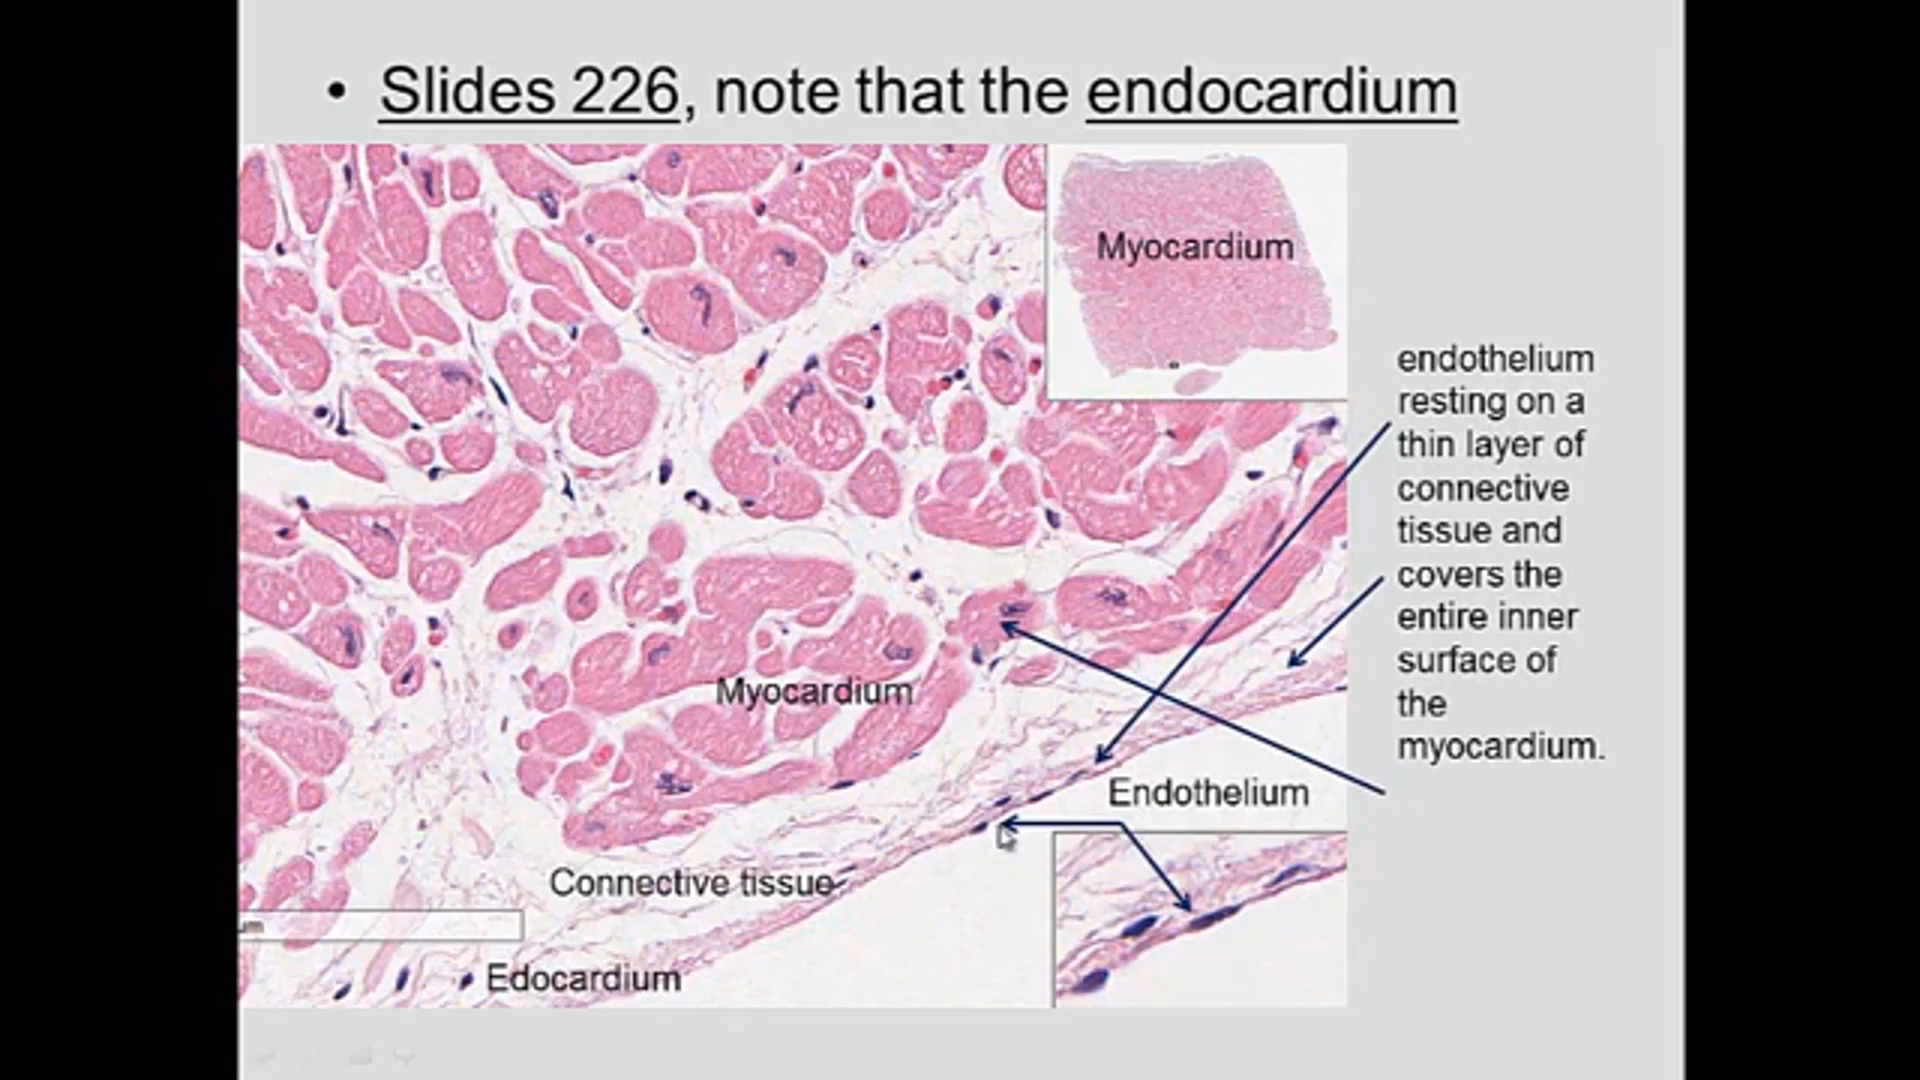 • Slides 226, note that the endocardium
Myocardium
endothelium
resting on a
thin layer of
connective
tissue and
covers the
entire inner
surface of
the
myocardium.
Myocardium
Endothelium
Connective tissue
um
Edocardium